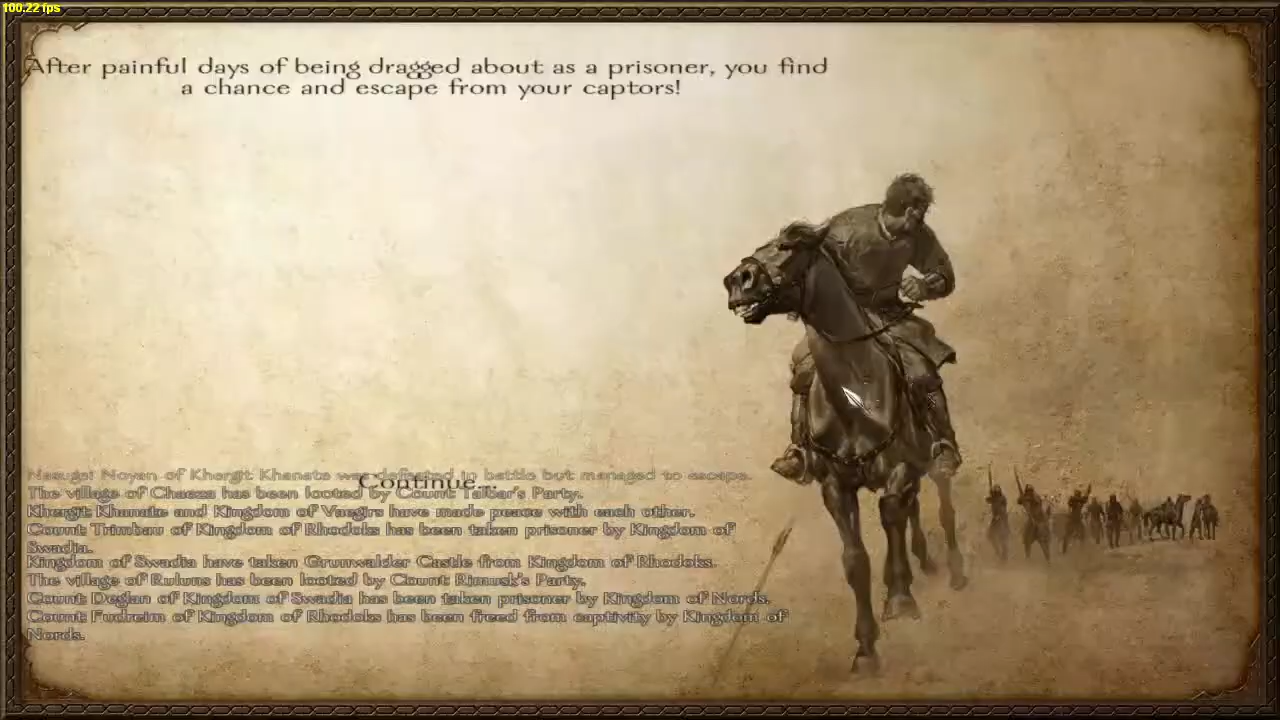 100.22 fps
After painful days of being dragged about as a prisoner, you find
a chance and escape from your captors!
Nasugei Noyan of Khergit Khanate was defeated in battle but managed to escape.
Continue...
The village of Chaeza has been looted by Count Talbar's Party.
Khergit Khanate and Kingdom of Vaegirs have made peace with each other.
Count Trimbau of Kingdom of Rhodoks has been taken prisoner by Kingdom of
Swadia.
Kingdom of Swadia have taken Grunwalder Castle from Kingdom of Rhodoks.
The village of Ruluns has been looted by Count Rimusk's Party.
Count Deglan of Kingdom of Swadia has been taken prisoner by Kingdom of Nords.
Count Fudreim of Kingdom of Rhodoks has been freed from captivity by Kingdom of
Nords.